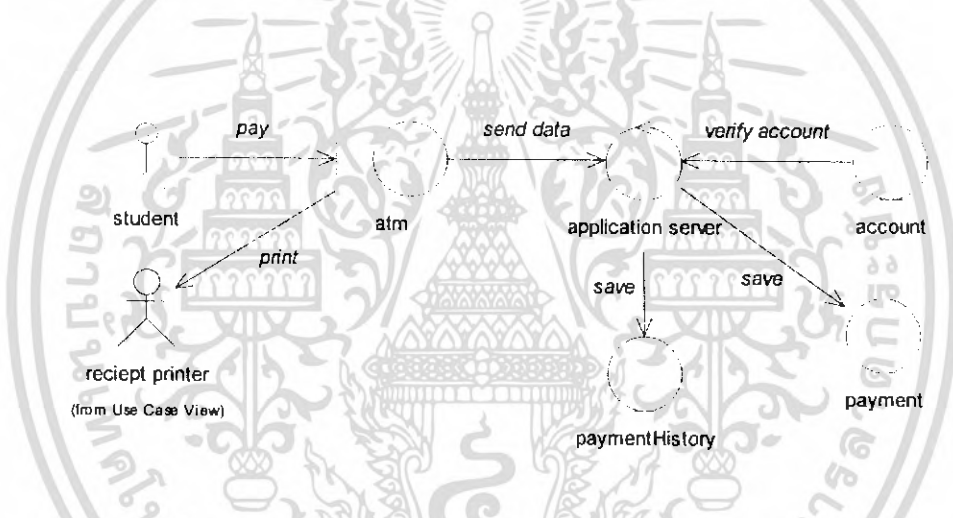 pay
send data
verify account
student
atm
application server
account
print
save
save
reciept printer
(from Use Case View)
payment
paymentHistory